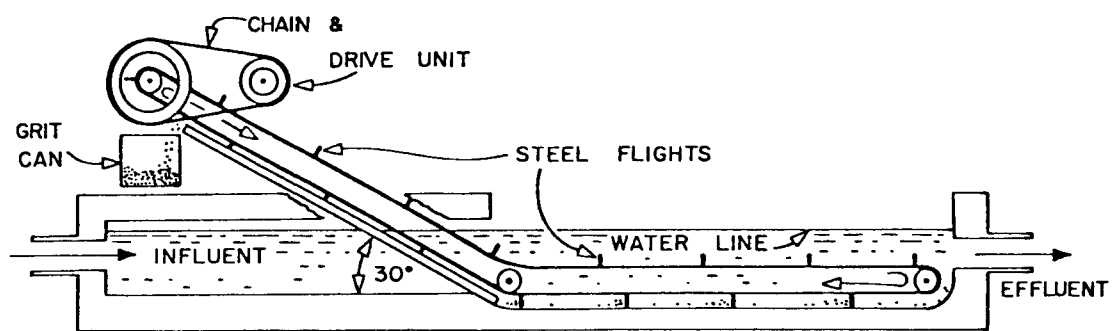 CHAIN &
DRIVE UNIT
GRIT
CAN
STEEL FLIGHTS
INFLUENT
WATER LINE
30°
EFFLUENT